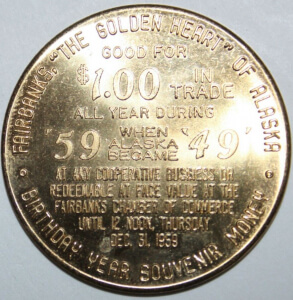 FAIRBANKS, "THE GOLDEN HEART" OF ALASKA
GOOD FOR
$1.00 IN
TRADE
ALL YEAR DURING
'59 WHEN
ALASKA
BECAME '49'
AT ANY COOPERATIVE BUSINESS OR
REDEEMABLE AT FACE VALUE AT THE
FAIRBANKS CHAMBER OF COMMERCE
UNTIL 12 NOON, THURSDAY
DEC. 31, 1959
BIRTHDAY YEAR SOUVENIR MONEY